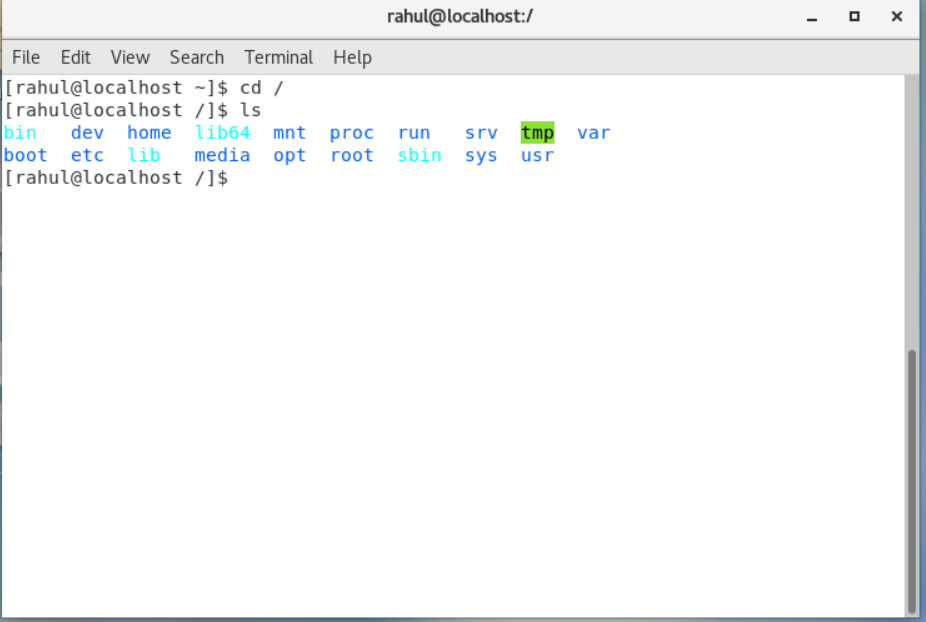 rahul@localhost:/
File Edit View Search Terminal Help
[rahul@localhost ~]$ cd /
[rahul@localhost /]$ ls
bin   dev  home  lib64  mnt  proc  run   srv  tmp  var
boot  etc  lib   media  opt  root  sbin  sys  usr
[rahul@localhost /]$